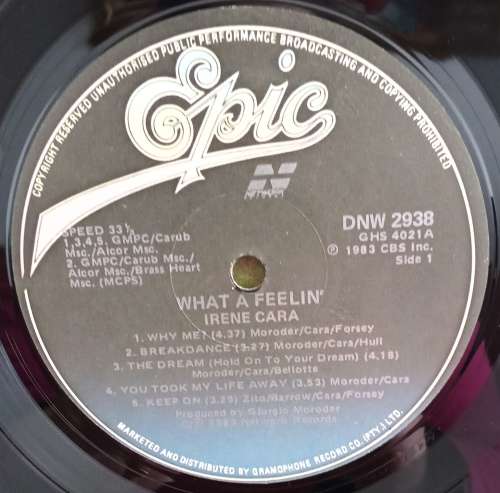 COPYRIGHT RESERVED UNAUTHORISED PUBLIC PERFORMANCE BROADCASTING AND COPYING PROHIBITED
Epic
N
SPEED 33⅓
1,3,4,5. GMPC/Carub
Msc./Alcor Msc.
2. GMPC/Carub Msc./
Alcor Msc./Brass Heart
Msc. (MCPS)
DNW 2938
GHS 4021A
℗ 1983 CBS Inc.
Side 1
WHAT A FEELIN'
IRENE CARA
1. WHY ME? (4.37) Moroder/Cara/Forsey
2. BREAKDANCE (3.27) Moroder/Cara/Hull
3. THE DREAM (Hold On To Your Dream) (4.18)
Moroder/Cara/Bellotte
4. YOU TOOK MY LIFE AWAY (3.53) Moroder/Cara
5. KEEP ON (3.29) Zito/Barrow/Cara/Forsey
Produced by Giorgio Moroder
1983 Network Records
MARKETED AND DISTRIBUTED BY GRAMOPHONE RECORD CO. (PTY.) LTD.